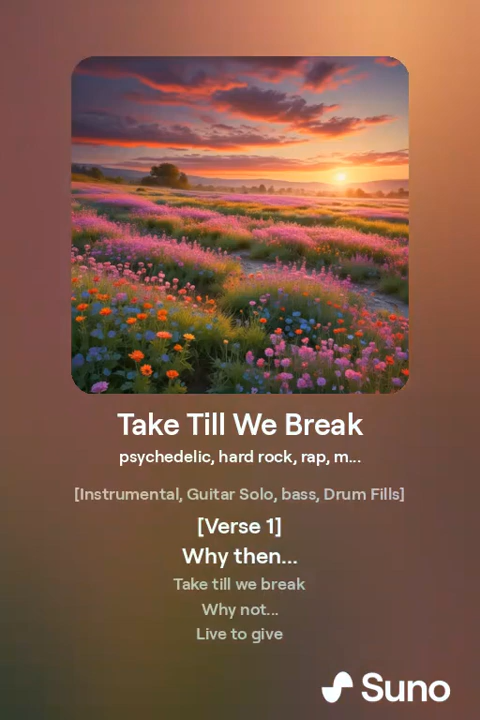 Take Till We Break
psychedelic, hard rock, rap, m...
[Instrumental, Guitar Solo, bass, Drum Fills]
[Verse 1]
Why then...
Take till we break
Why not...
Live to give
Suno